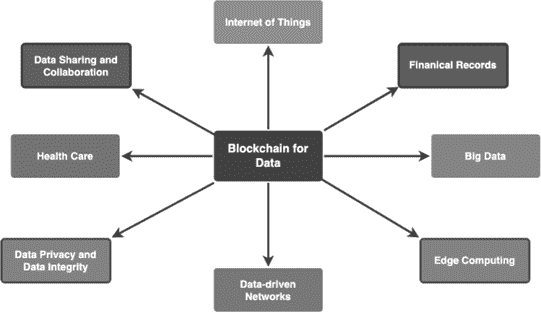 Internet of Things
Data Sharing and
Collaboration
Finanical Records
Health Care
Blockchain for
Data
Big Data
Data Privacy and
Data Integrity
Data-driven
Networks
Edge Computing